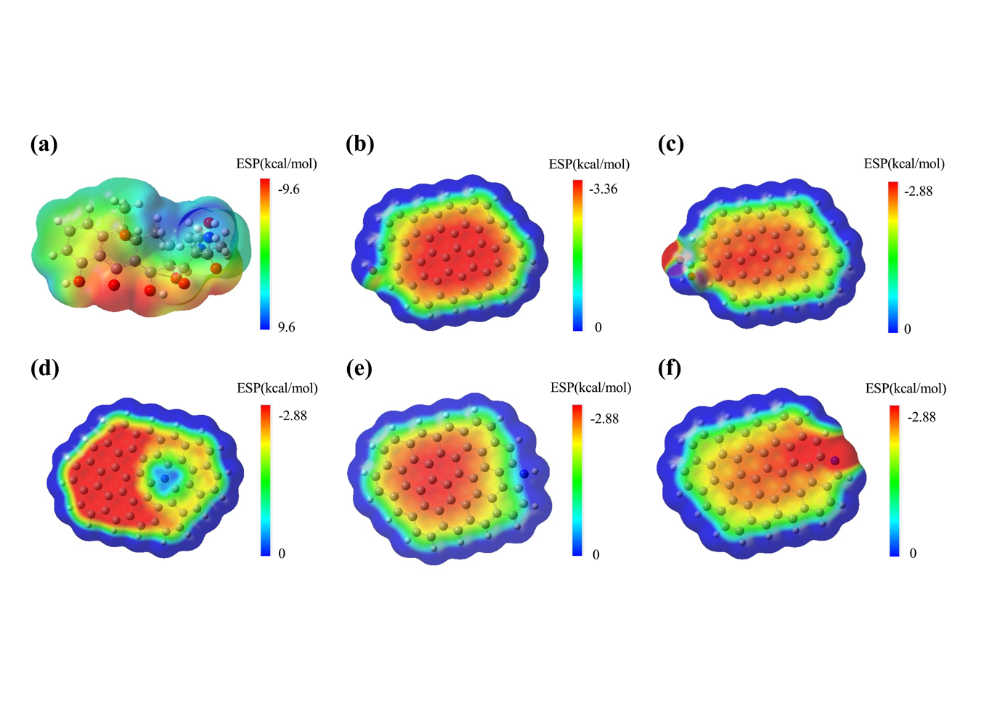 (a)
ESP(kcal/mol)
-9.6
9.6
(b)
ESP(kcal/mol)
-3.36
0
(c)
ESP(kcal/mol)
-2.88
0
(d)
ESP(kcal/mol)
-2.88
0
(e)
ESP(kcal/mol)
-2.88
0
(f)
ESP(kcal/mol)
-2.88
0